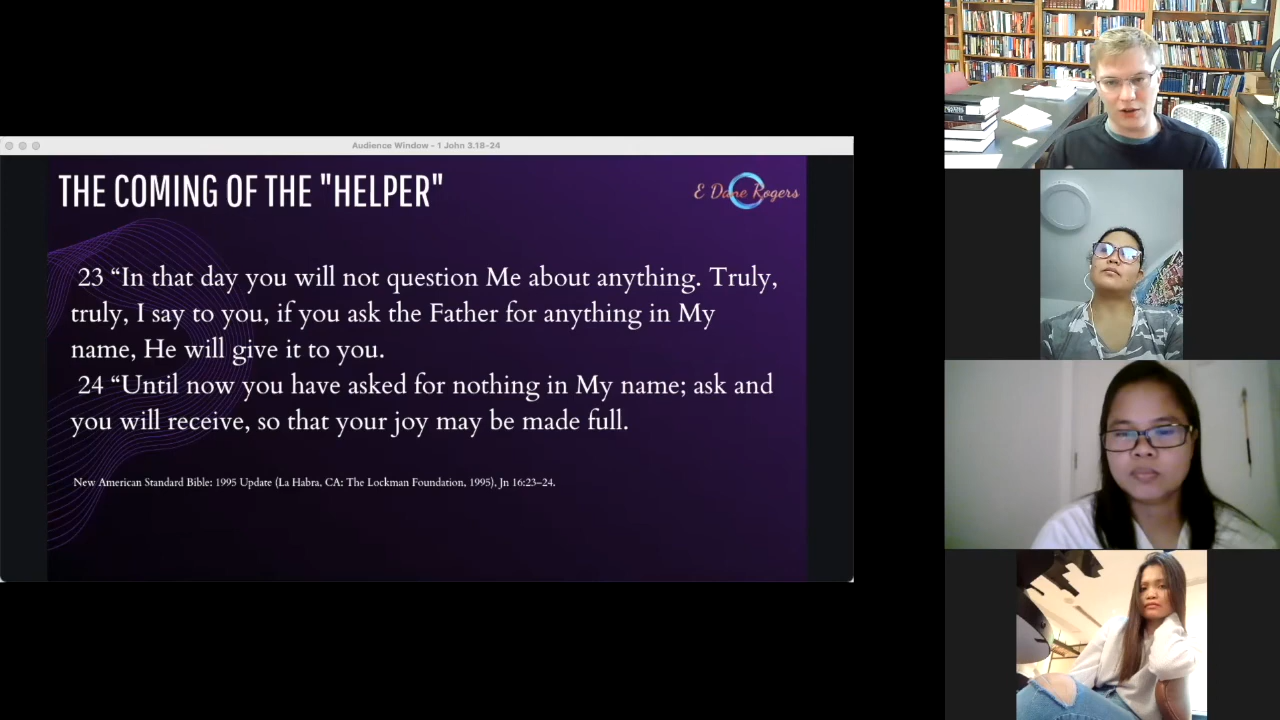 Audience Window - 1 John 3.18-24
THE COMING OF THE "HELPER"
E Dane Rogers
23 “In that day you will not question Me about anything. Truly,
truly, I say to you, if you ask the Father for anything in My
name, He will give it to you.
24 “Until now you have asked for nothing in My name; ask and
you will receive, so that your joy may be made full.
New American Standard Bible: 1995 Update (La Habra, CA: The Lockman Foundation, 1995), Jn 16:23–24.